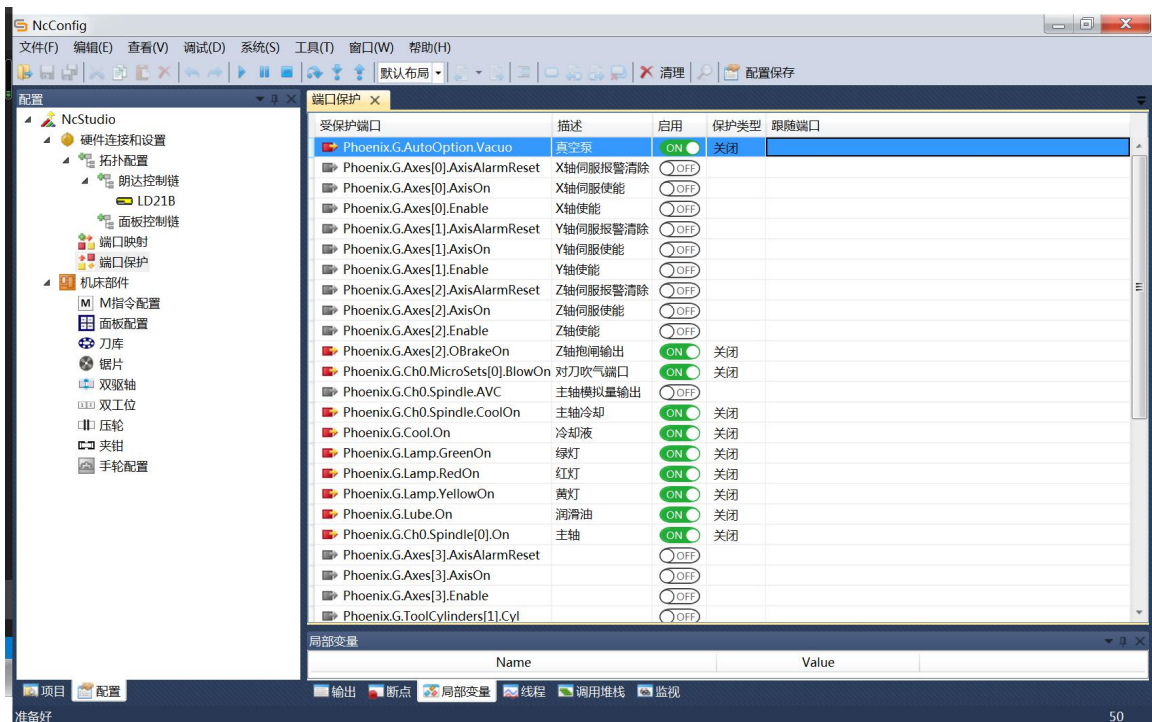 NcConfig
文件(F) 编辑(E) 查看(V) 调试(D) 系统(S) 工具(T) 窗口(W) 帮助(H)
默认布局 清理 配置保存
配置
NcStudio
硬件连接和设置
拓扑配置
朗达控制链
LD21B
面板控制链
端口映射
端口保护
机床部件
M M指令配置
面板配置
刀库
锯片
双驱轴
双工位
压轮
夹钳
手轮配置
项目 配置
端口保护
受保护端口 描述 启用 保护类型 跟随端口
Phoenix.G.AutoOption.Vacuo 真空泵 ON 关闭
Phoenix.G.Axes[0].AxisAlarmReset X轴伺服报警清除 OFF
Phoenix.G.Axes[0].AxisOn X轴伺服使能 OFF
Phoenix.G.Axes[0].Enable X轴使能 OFF
Phoenix.G.Axes[1].AxisAlarmReset Y轴伺服报警清除 OFF
Phoenix.G.Axes[1].AxisOn Y轴伺服使能 OFF
Phoenix.G.Axes[1].Enable Y轴使能 OFF
Phoenix.G.Axes[2].AxisAlarmReset Z轴伺服报警清除 OFF
Phoenix.G.Axes[2].AxisOn Z轴伺服使能 OFF
Phoenix.G.Axes[2].Enable Z轴使能 OFF
Phoenix.G.Axes[2].OBrakeOn Z轴抱闸输出 ON 关闭
Phoenix.G.Ch0.MicroSets[0].BlowOn 对刀吹气端口 ON 关闭
Phoenix.G.Ch0.Spindle.AVC 主轴模拟量输出 OFF
Phoenix.G.Ch0.Spindle.CoolOn 主轴冷却 ON 关闭
Phoenix.G.Cool.On 冷却液 ON 关闭
Phoenix.G.Lamp.GreenOn 绿灯 ON 关闭
Phoenix.G.Lamp.RedOn 红灯 ON 关闭
Phoenix.G.Lamp.YellowOn 黄灯 ON 关闭
Phoenix.G.Lube.On 润滑油 ON 关闭
Phoenix.G.Ch0.Spindle[0].On 主轴 ON 关闭
Phoenix.G.Axes[3].AxisAlarmReset OFF
Phoenix.G.Axes[3].AxisOn OFF
Phoenix.G.Axes[3].Enable OFF
Phoenix.G.ToolCylinders[1].Cyl OFF
局部变量
Name Value
输出 断点 局部变量 线程 调用堆栈 监视
准备好 50